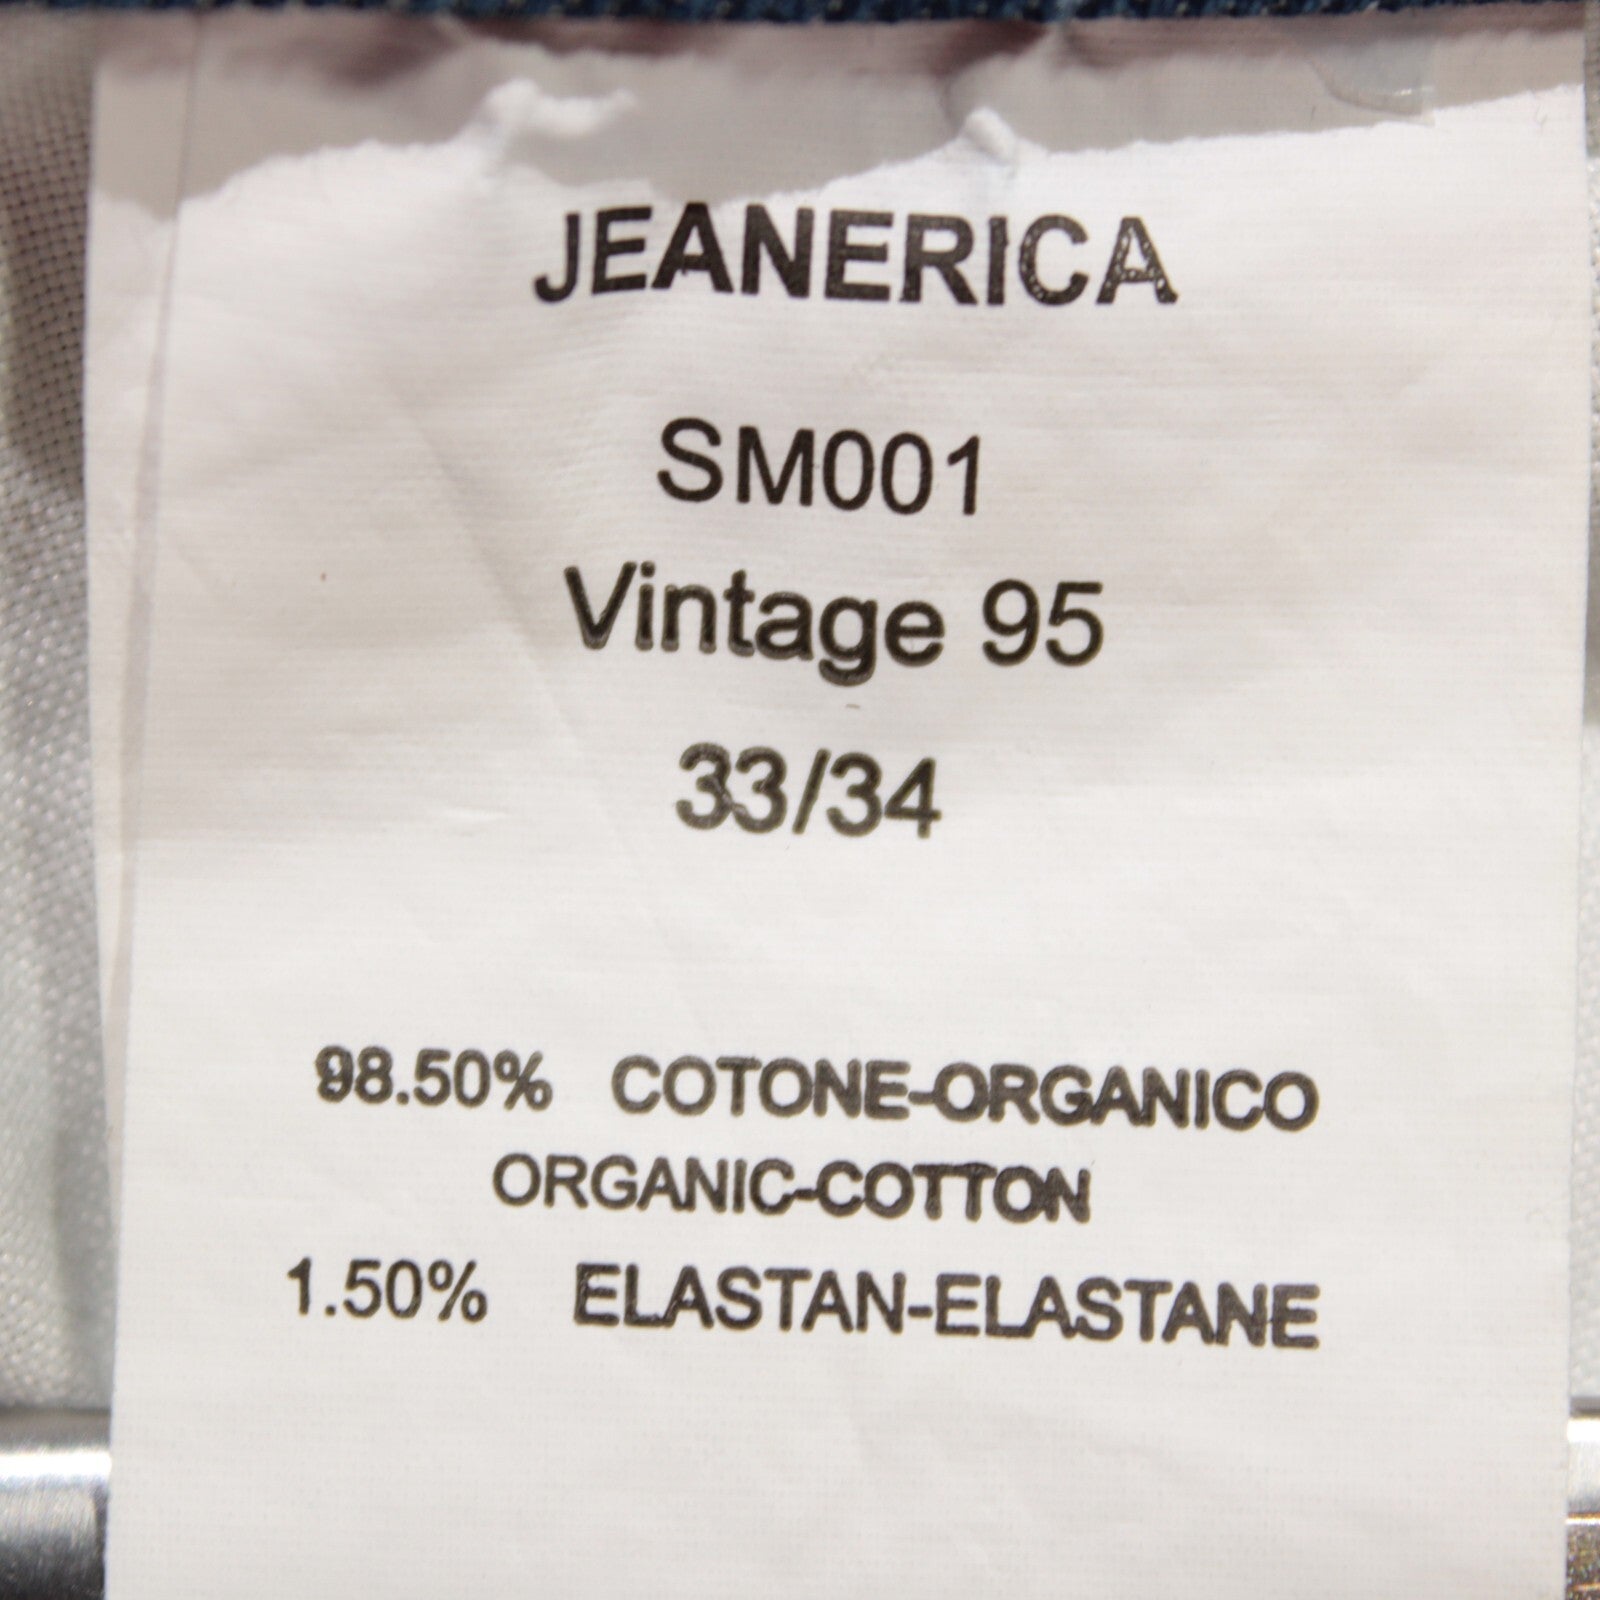 JEANERICA
SM001
Vintage 95
33/34
98.50% COTONE-ORGANICO
ORGANIC-COTTON
1.50% ELASTAN-ELASTANE